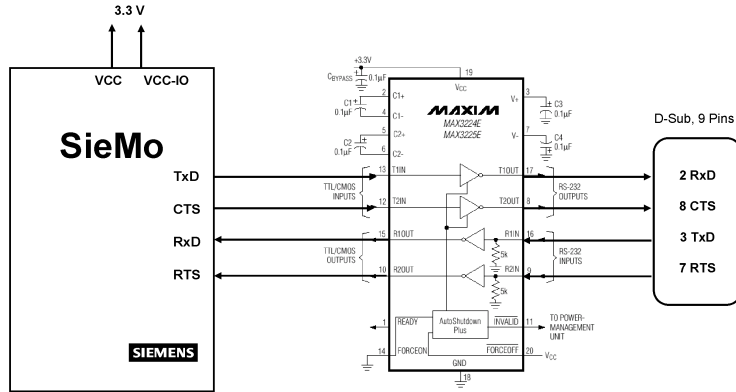 3.3 V
VCC VCC-IO
SieMo
TxD
CTS
RxD
RTS
SIEMENS
+3.3V
CBYPASS
0.1µF
19
VCC
2 C1+
C1
0.1µF
4 C1-
5 C2+
C2
0.1µF
6 C2-
MAXIM
MAX3224E
MAX3225E
V+ 3
C3
0.1µF
V- 7
C4
0.1µF
13 T1IN
T1OUT 17
TTL/CMOS
INPUTS
RS-232
OUTPUTS
12 T2IN
T2OUT 8
15 R1OUT
R1IN 16
TTL/CMOS
OUTPUTS
5k
RS-232
INPUTS
10 R2OUT
R2IN 9
5k
1 READY
AutoShutdown
Plus
INVALID 11
TO POWER-
MANAGEMENT
UNIT
14 FORCEON
FORCEOFF 20
VCC
GND
18
D-Sub, 9 Pins
2 RxD
8 CTS
3 TxD
7 RTS